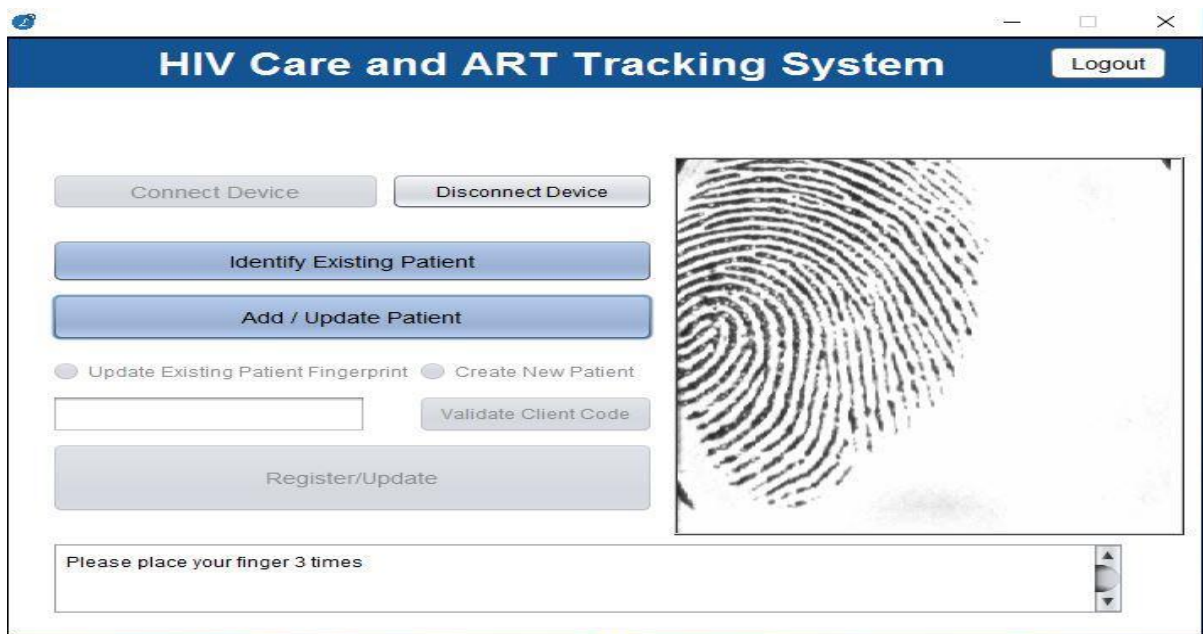 HIV Care and ART Tracking System
Logout
Connect Device
Disconnect Device
Identify Existing Patient
Add / Update Patient
Update Existing Patient Fingerprint
Create New Patient
Validate Client Code
Register/Update
Please place your finger 3 times